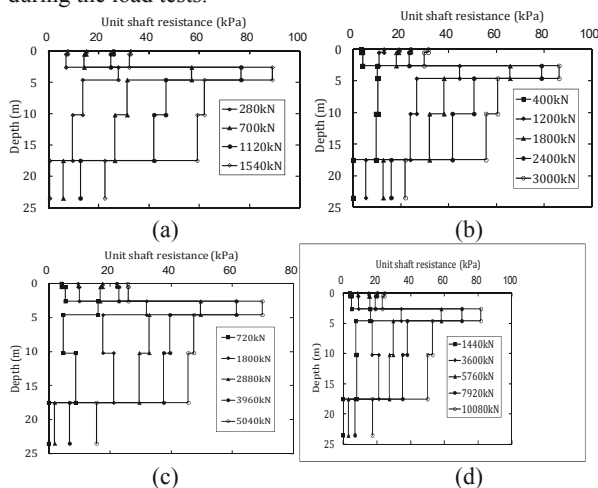 during the load tests.
Unit shaft resistance (kPa)
0 20 40 60 80 100
0
5
10
15
20
25
Depth (m)
280kN
700kN
1120kN
1540kN
(a)
Unit shaft resistance (kPa)
0 20 40 60 80 100
0
5
10
15
20
25
Depth (m)
400kN
1200kN
1800kN
2400kN
3000kN
(b)
Unit shaft resistance (kPa)
0 20 40 60 80
0
5
10
15
20
25
Depth (m)
720kN
1800kN
2880kN
3960kN
5040kN
(c)
Unit shaft resistance (kPa)
0 20 40 60 80 100
0
5
10
15
20
25
Depth (m)
1440kN
3600kN
5760kN
7920kN
10080kN
(d)